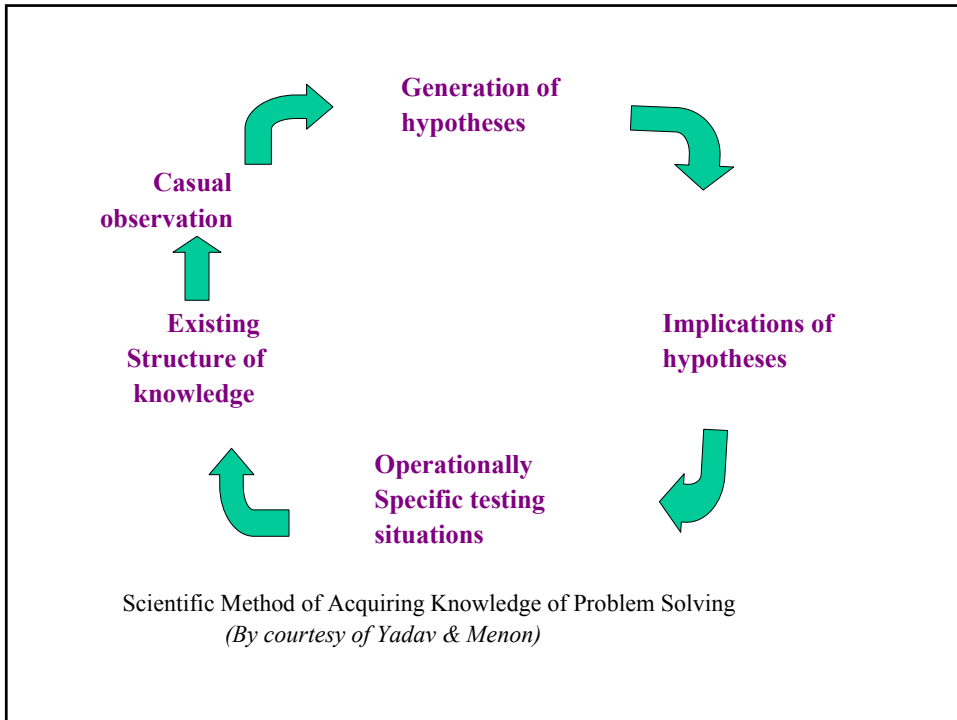 Generation of
hypotheses
Casual
observation
Existing
Structure of
knowledge
Implications of
hypotheses
Operationally
Specific testing
situations
Scientific Method of Acquiring Knowledge of Problem Solving
(By courtesy of Yadav & Menon)